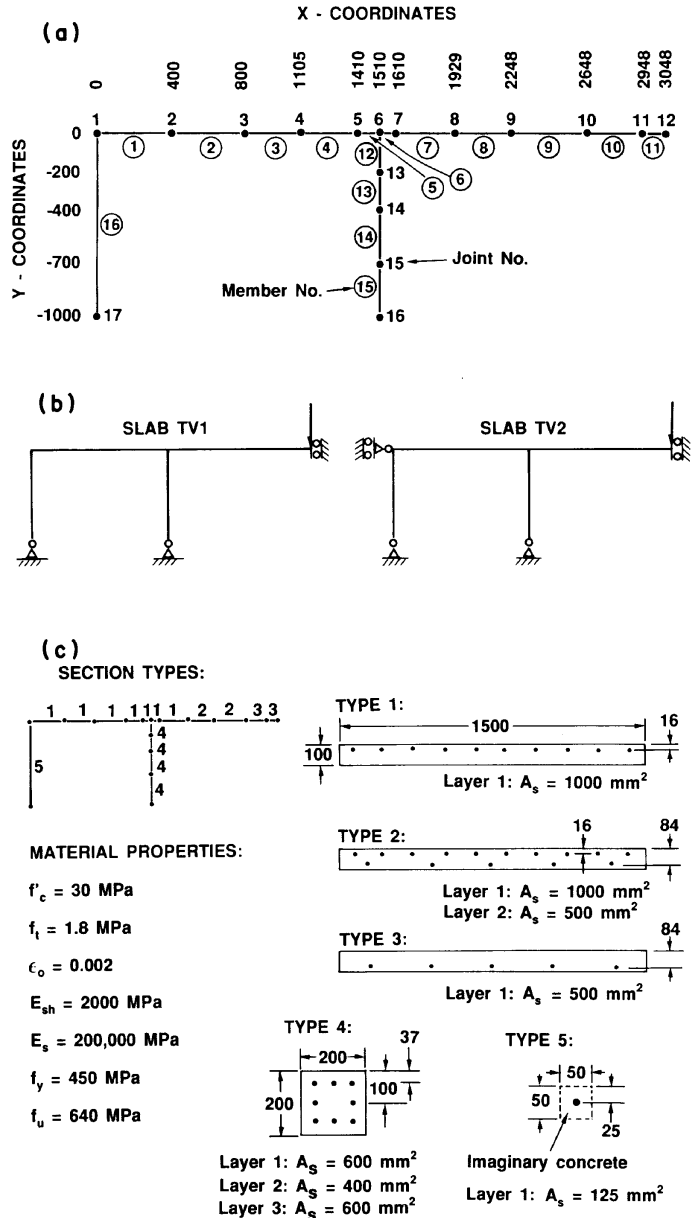 X - COORDINATES
(a)
0 400 800 1105 1410 1510 1610 1929 2248 2648 2948 3048
1 2 3 4 5 6 7 8 9 10 11 12
0
1 2 3 4 12 7 8 9 10 11
-200 13
13 5 6
-400 14
16 14
Y - COORDINATES
-700 15 Joint No.
Member No. 15
-1000 17 16
(b)
SLAB TV1 SLAB TV2
(c)
SECTION TYPES:
1 1 1 1 1 1 1 2 2 3 3
4
4
5 4
4
TYPE 1:
1500 16
100
Layer 1: As = 1000 mm²
MATERIAL PROPERTIES:
f'c = 30 MPa
ft = 1.8 MPa
ϵo = 0.002
Esh = 2000 MPa
Es = 200,000 MPa
fy = 450 MPa
fu = 640 MPa
TYPE 2:
16 84
Layer 1: As = 1000 mm²
Layer 2: As = 500 mm²
TYPE 3:
84
Layer 1: As = 500 mm²
TYPE 4:
37
200
200 100
Layer 1: As = 600 mm²
Layer 2: As = 400 mm²
Layer 3: As = 600 mm²
TYPE 5:
50
50
25
Imaginary concrete
Layer 1: As = 125 mm²